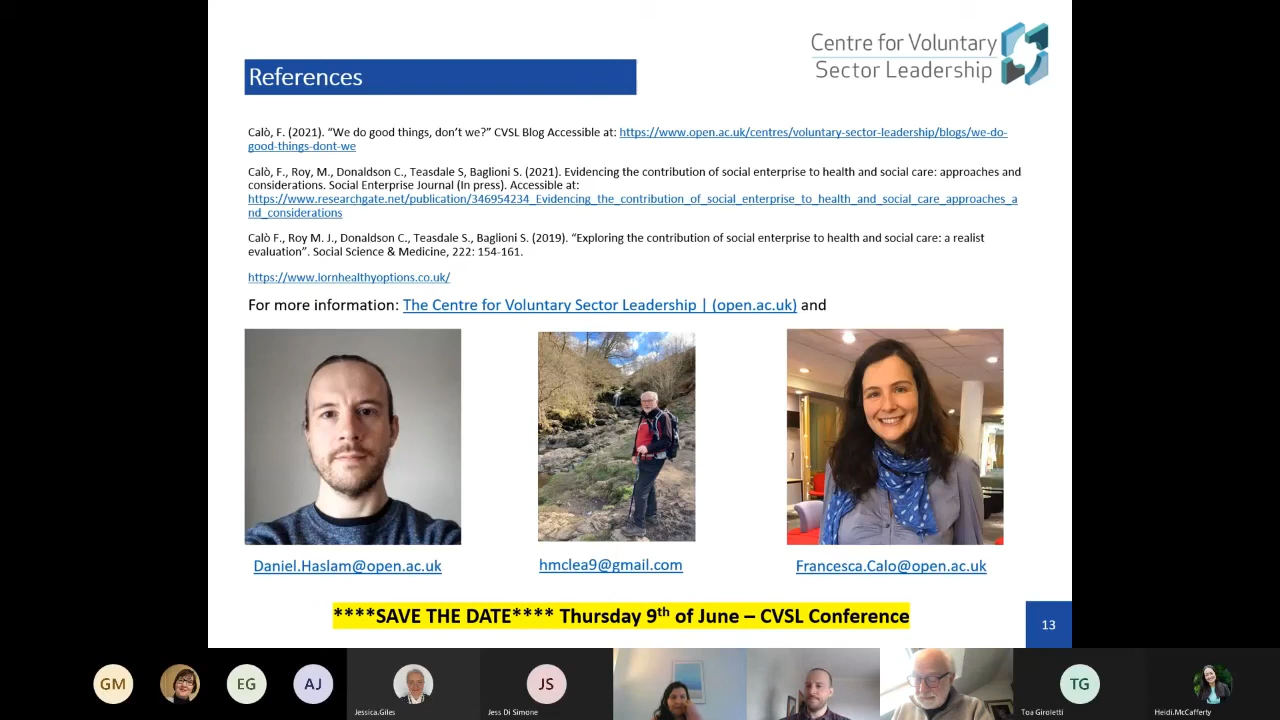 Centre for Voluntary
Sector Leadership
References
Calò, F. (2021). “We do good things, don’t we?” CVSL Blog Accessible at: https://www.open.ac.uk/centres/voluntary-sector-leadership/blogs/we-do-
good-things-dont-we
Calò, F., Roy, M., Donaldson C., Teasdale S, Baglioni S. (2021). Evidencing the contribution of social enterprise to health and social care: approaches and
considerations. Social Enterprise Journal (In press). Accessible at:
https://www.researchgate.net/publication/346954234_Evidencing_the_contribution_of_social_enterprise_to_health_and_social_care_approaches_a
nd_considerations
Calò F., Roy M. J., Donaldson C., Teasdale S., Baglioni S. (2019). “Exploring the contribution of social enterprise to health and social care: a realist
evaluation”. Social Science & Medicine, 222: 154-161.
https://www.lornhealthyoptions.co.uk/
For more information: The Centre for Voluntary Sector Leadership | (open.ac.uk) and
Daniel.Haslam@open.ac.uk
hmclea9@gmail.com
Francesca.Calo@open.ac.uk
****SAVE THE DATE**** Thursday 9th of June – CVSL Conference
13
GM
EG
AJ
JS
TG
Jessica.Giles
Jess Di Simone
Toa Giroletti
Heidi.McCafferty